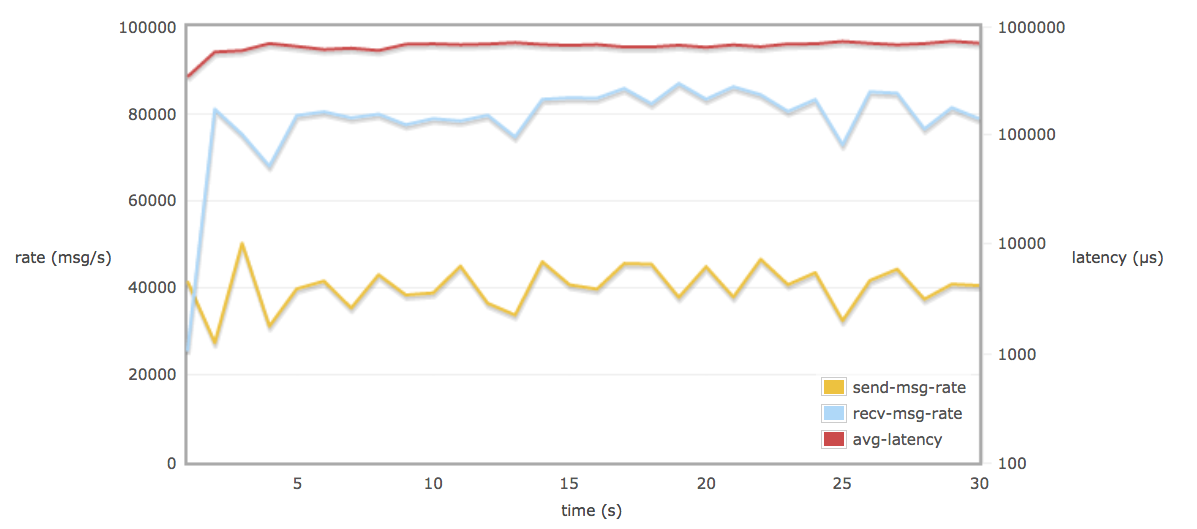 100000
80000
60000
40000
20000
0
rate (msg/s)
1000000
100000
10000
1000
100
latency (µs)
send-msg-rate
recv-msg-rate
avg-latency
5 10 15 20 25 30
time (s)